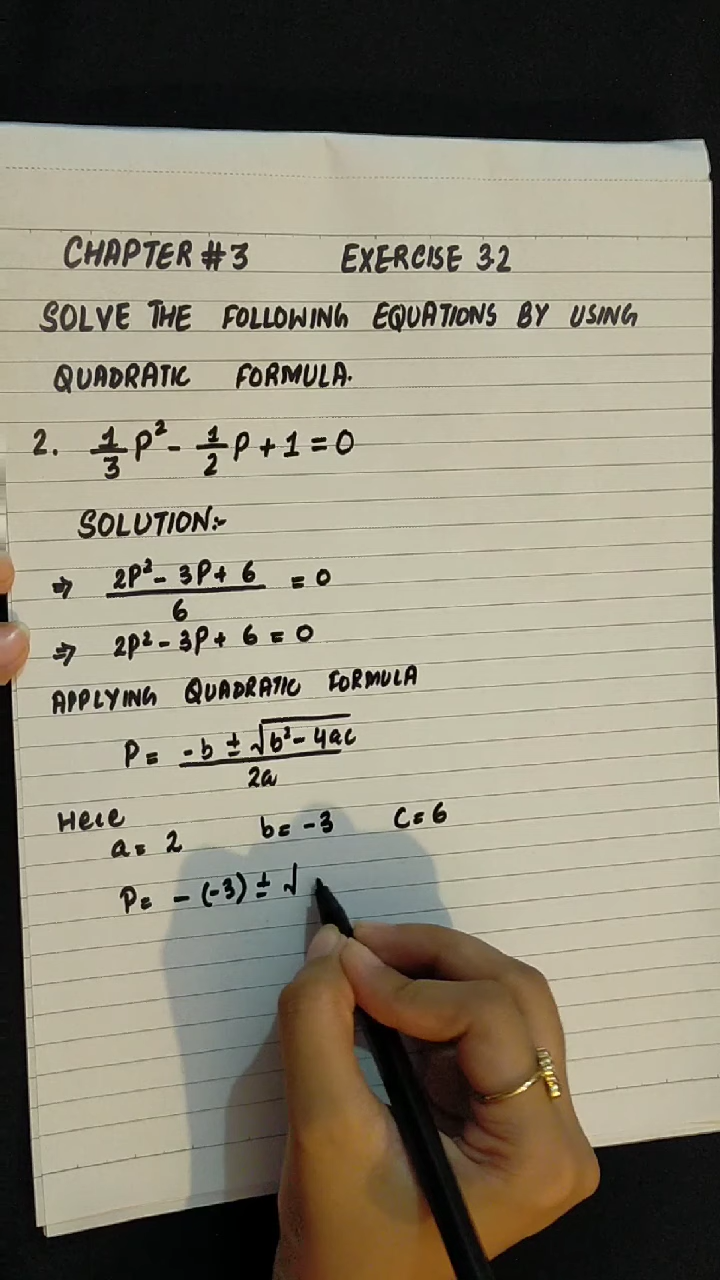 CHAPTER #3 EXERCISE 3.2
SOLVE THE FOLLOWING EQUATIONS BY USING
QUADRATIC FORMULA.
2. 1/3 P² - 1/2 P + 1 = 0
SOLUTION:-
⇒ (2P² - 3P + 6)/6 = 0
⇒ 2P² - 3P + 6 = 0
APPLYING QUADRATIC FORMULA
P = (-b ± √(b² - 4ac))/2a
Here
a = 2 b = -3 C = 6
P = - (-3) ± √